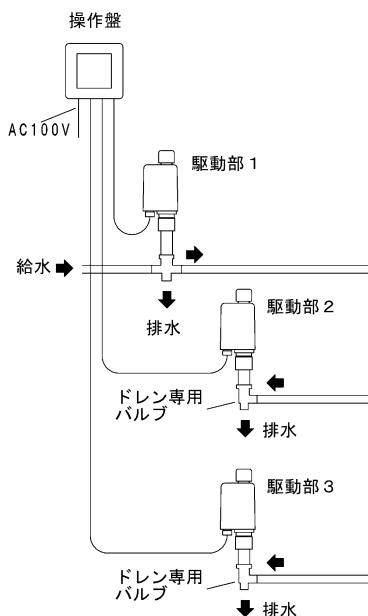 操作盤
AC100V
駆動部1
給水
排水
駆動部2
ドレン専用
バルブ
排水
駆動部3
ドレン専用
バルブ
排水